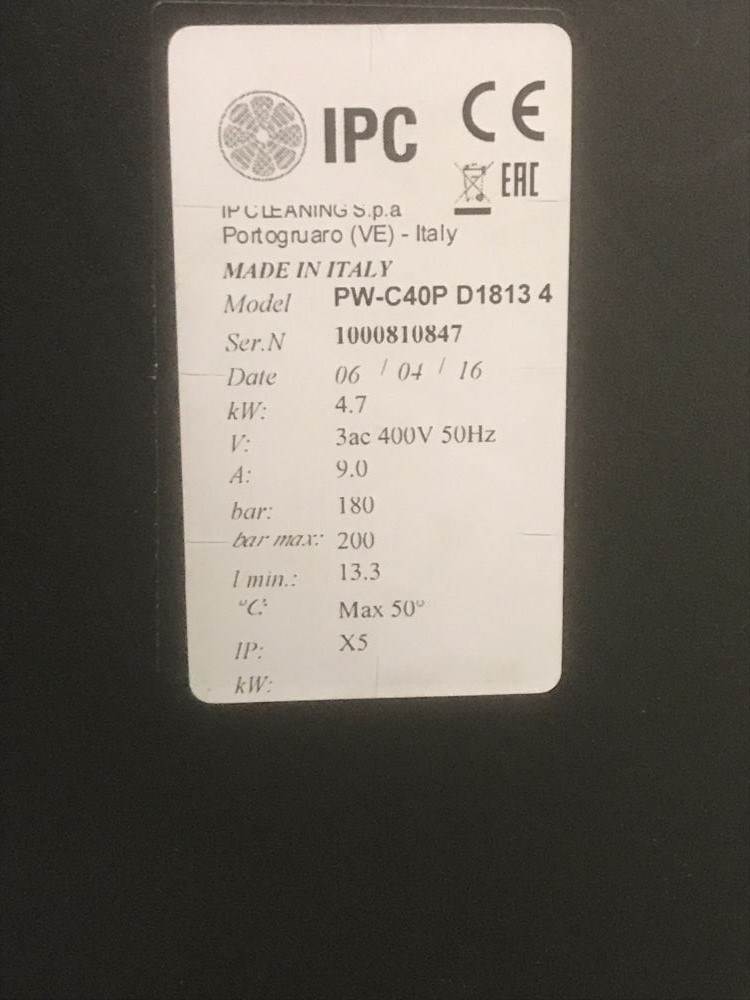 IPC
CE
EAC
IP CLEANING S.p.a
Portogruaro (VE) - Italy
MADE IN ITALY
Model PW-C40P D1813 4
Ser.N 1000810847
Date 06 / 04 / 16
kW: 4.7
V: 3ac 400V 50Hz
A: 9.0
bar: 180
bar max: 200
l min.: 13.3
°C: Max 50°
IP: X5
kW: